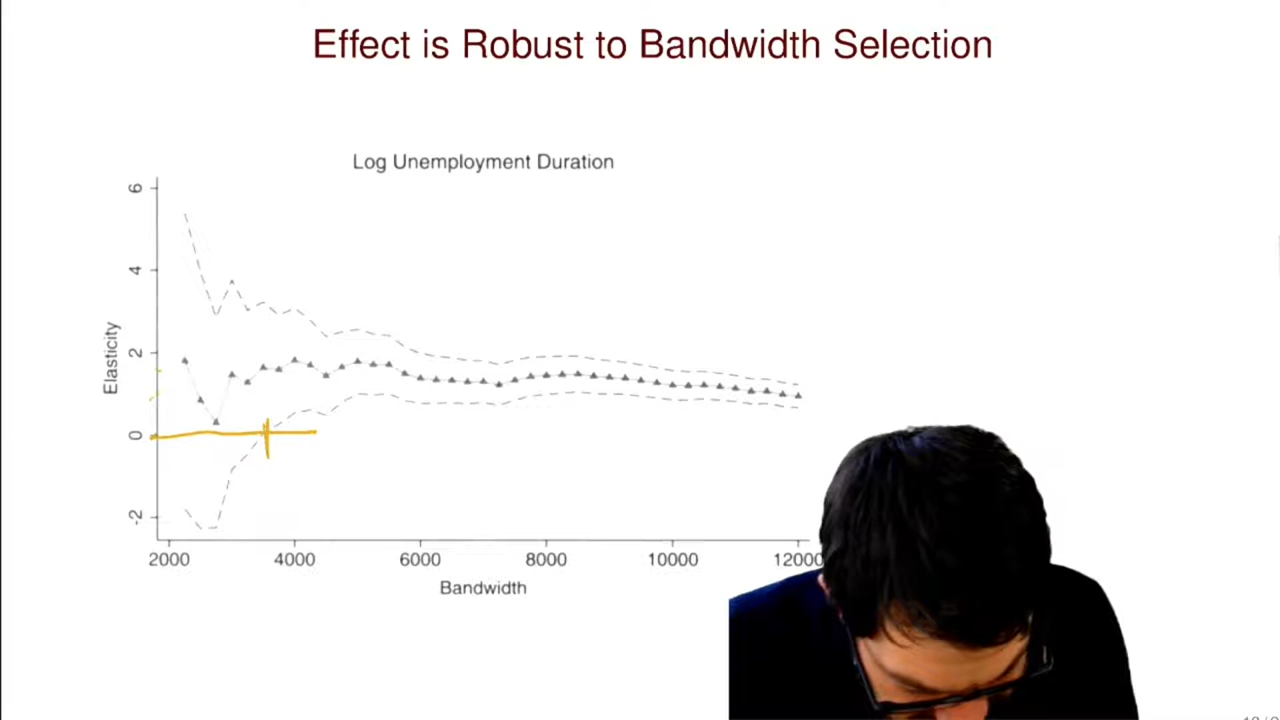 Effect is Robust to Bandwidth Selection
Log Unemployment Duration
Elasticity
6
4
2
0
-2
2000 4000 6000 8000 10000 12000
Bandwidth